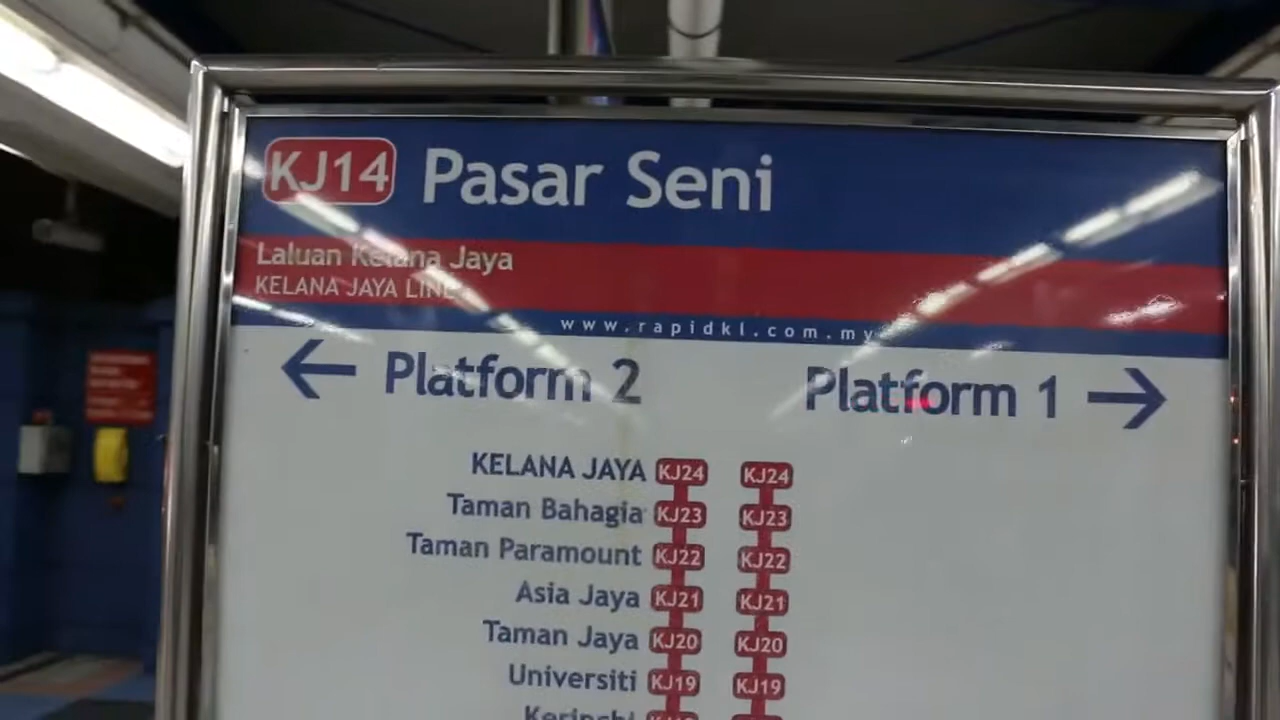 KJ14 Pasar Seni
Laluan Kelana Jaya
KELANA JAYA LINE
www.rapidkl.com.my
← Platform 2
Platform 1 →
KELANA JAYA KJ24 KJ24
Taman Bahagia KJ23 KJ23
Taman Paramount KJ22 KJ22
Asia Jaya KJ21 KJ21
Taman Jaya KJ20 KJ20
Universiti KJ19 KJ19
Kerinchi